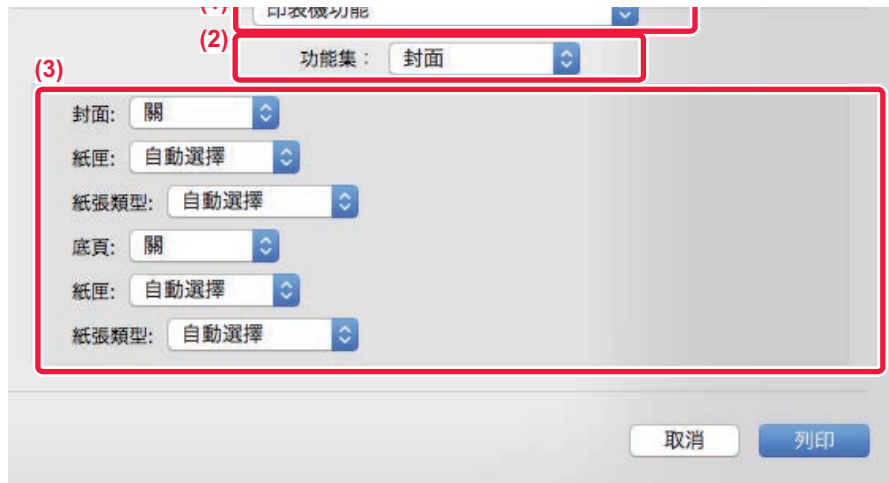 (1)
印表機功能
(2)
功能集： 封面
(3)
封面: 關
紙匣: 自動選擇
紙張類型: 自動選擇
底頁: 關
紙匣: 自動選擇
紙張類型: 自動選擇
取消 列印